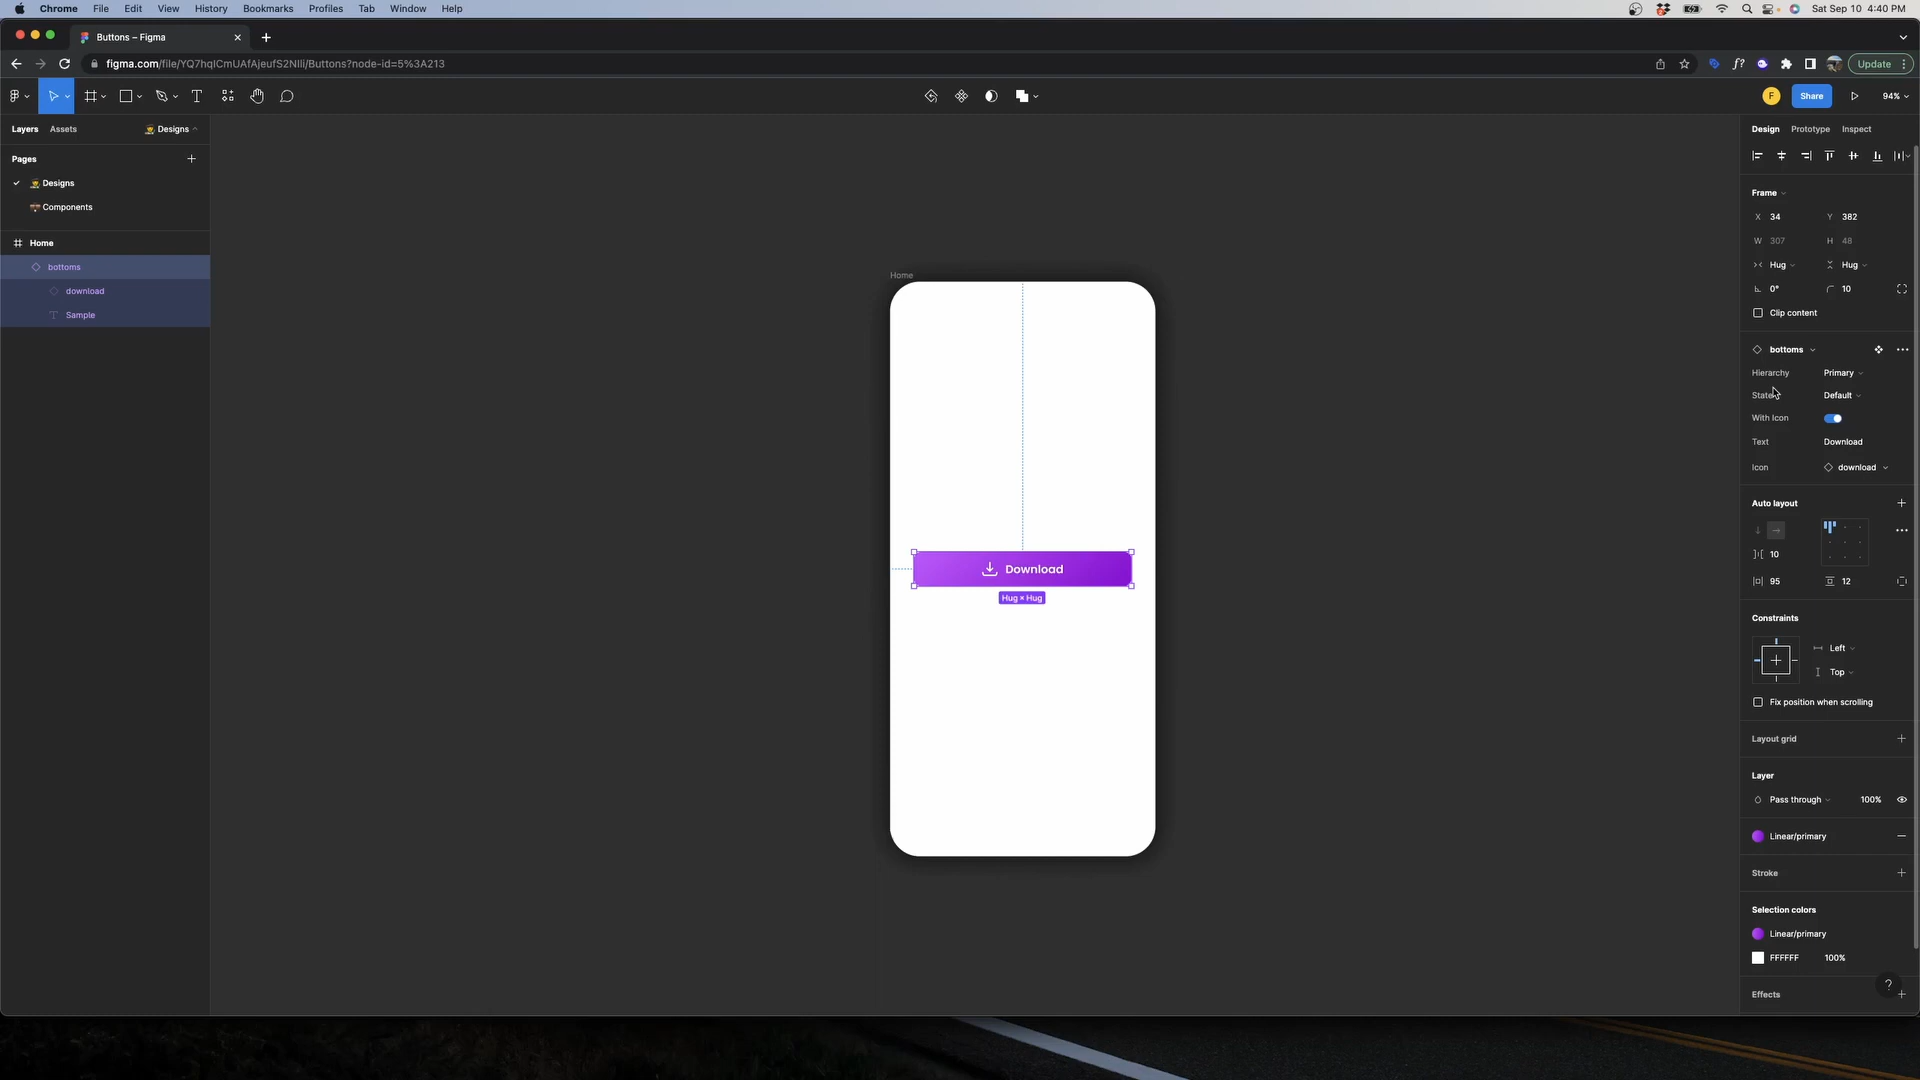 Chrome File Edit View History Bookmarks Profiles Tab Window Help Sat Sep 10 4:40 PM
Buttons – Figma
figma.com/file/YQ7hqICmUAfAjeufS2NIli/Buttons?node-id=5%3A213 Update
F Share 94%
Layers Assets Designs Design Prototype Inspect
Pages
Designs
Components
Home
bottoms
download
Sample
Home
Download
Hug × Hug
Frame
X 34 Y 382
W 307 H 48
Hug Hug
0° 10
Clip content
bottoms
Hierarchy Primary
State Default
With Icon
Text Download
Icon download
Auto layout
10
95 12
Constraints
Left
Top
Fix position when scrolling
Layout grid
Layer
Pass through 100%
Linear/primary
Stroke
Selection colors
Linear/primary
FFFFFF 100%
?
Effects